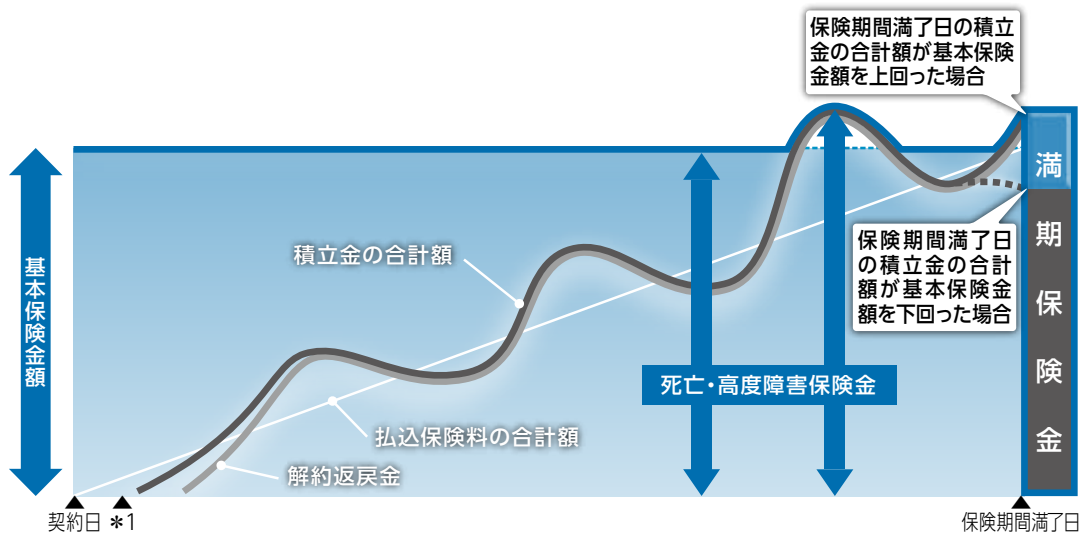 保険期間満了日の積立
金の合計額が基本保険
金額を上回った場合
満期保険金
基本保険金額
積立金の合計額
保険期間満了日
の積立金の合計
額が基本保険金
額を下回った場合
死亡・高度障害保険金
払込保険料の合計額
解約返戻金
契約日
＊1
保険期間満了日